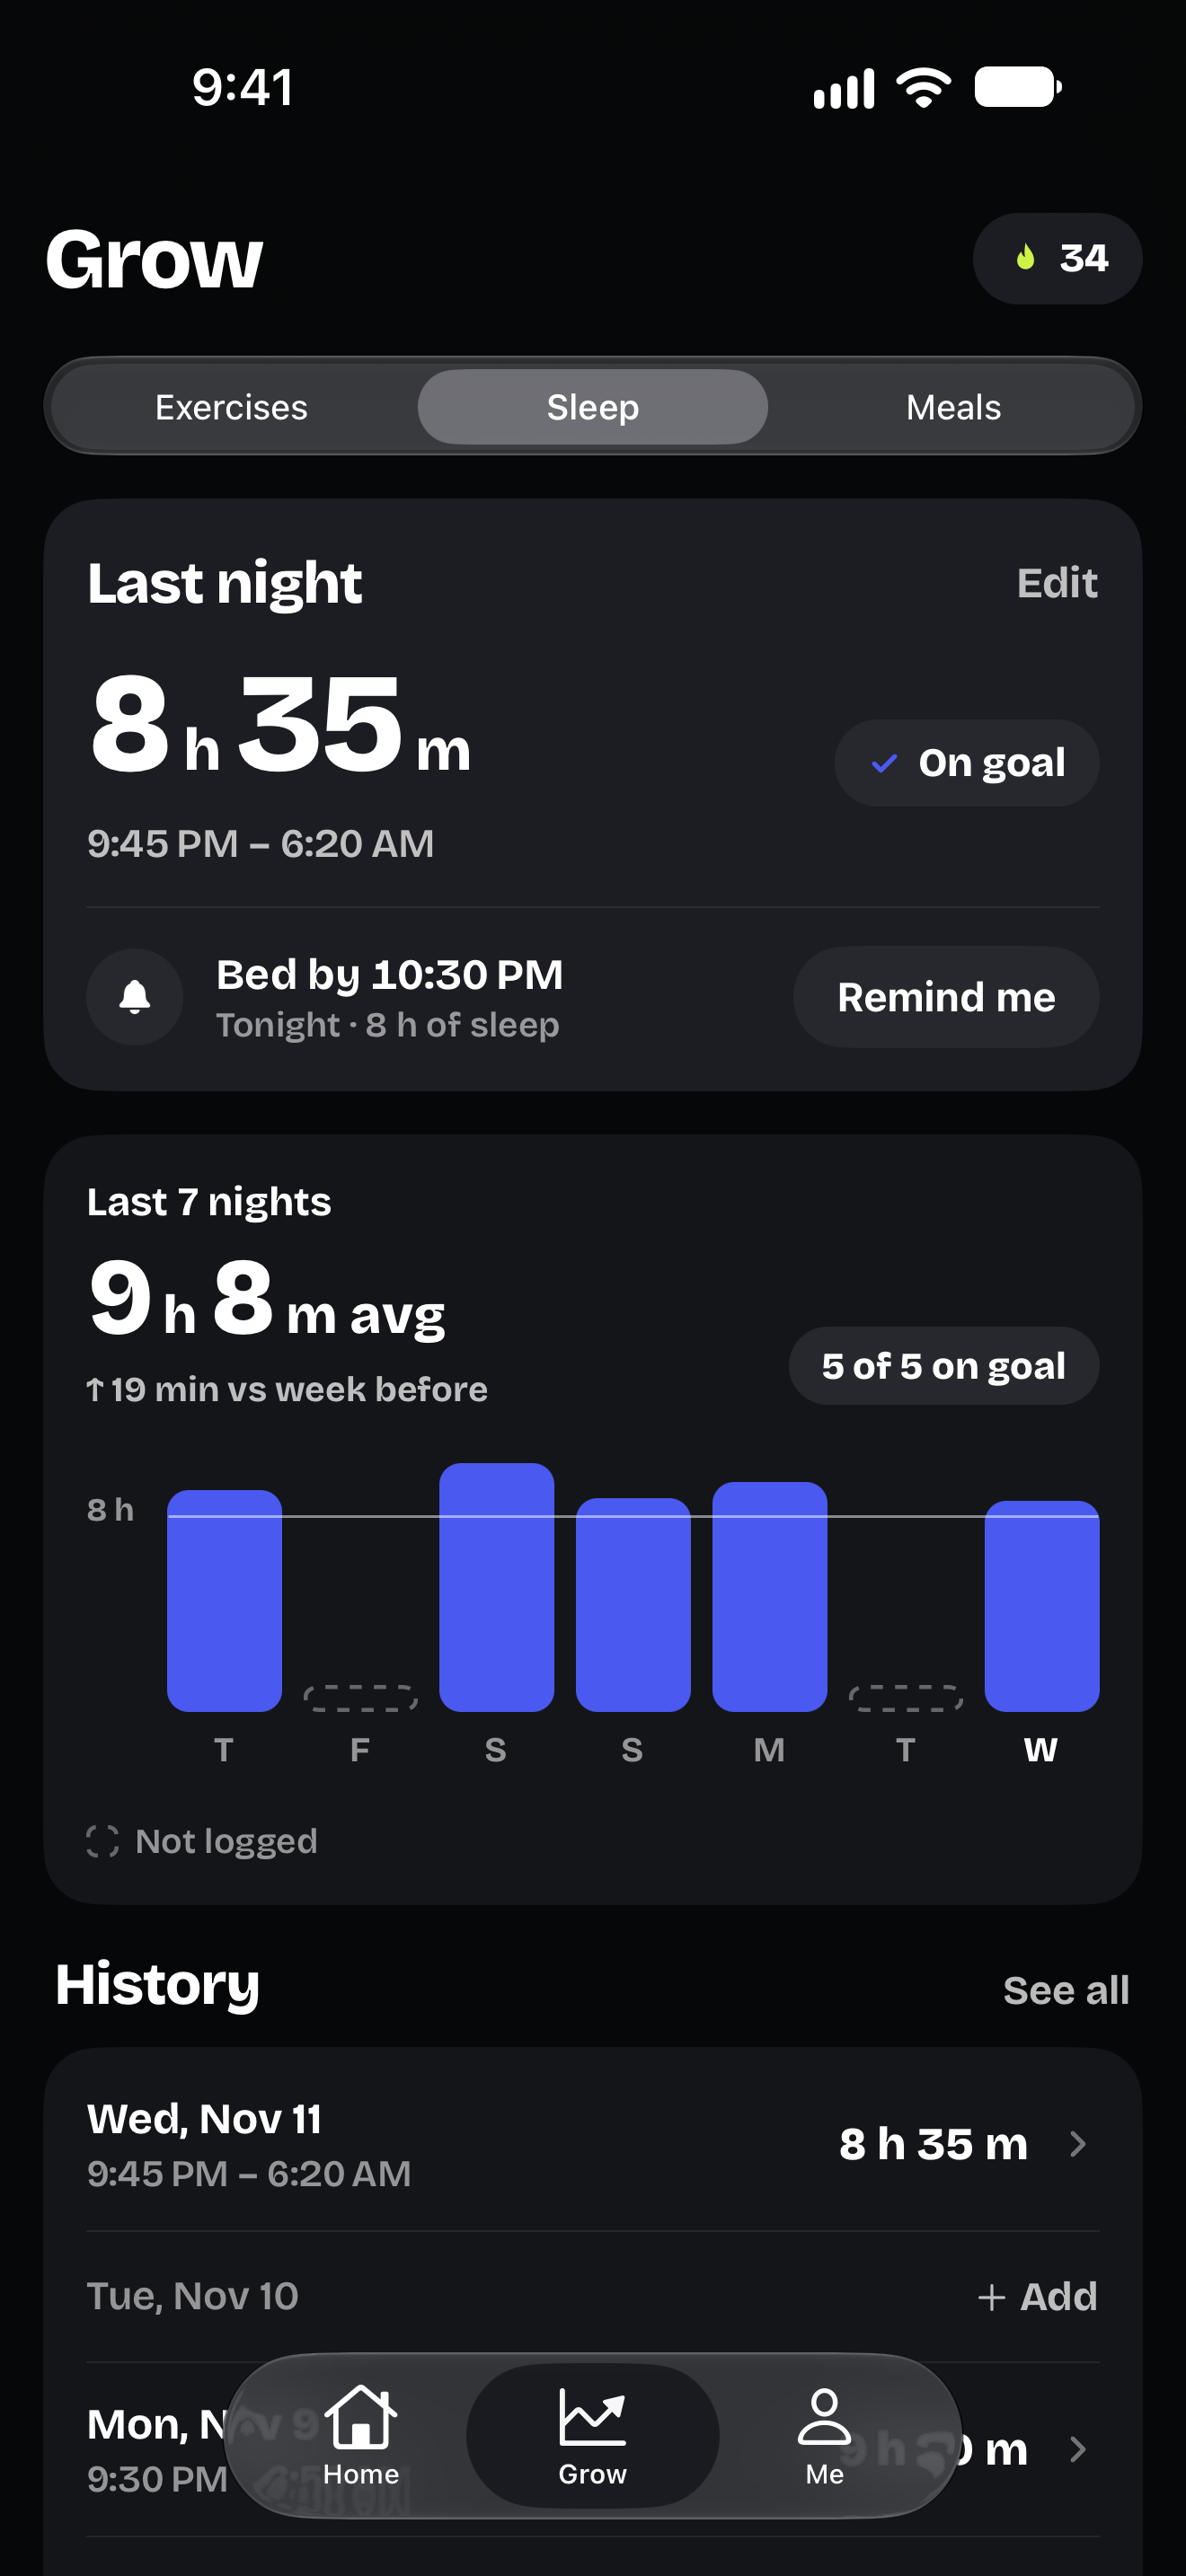 9:41
Grow
34
Exercises Sleep Meals
Last night
Edit
8 h 35 m
On goal
9:45 PM – 6:20 AM
Bed by 10:30 PM
Tonight · 8 h of sleep
Remind me
Last 7 nights
9 h 8 m avg
↑ 19 min vs week before
5 of 5 on goal
8 h
T F S S M T W
Not logged
History
See all
Wed, Nov 11
9:45 PM – 6:20 AM
8 h 35 m
Tue, Nov 10
+ Add
Mon, Nov 9
9:30 PM
m
Home Grow Me